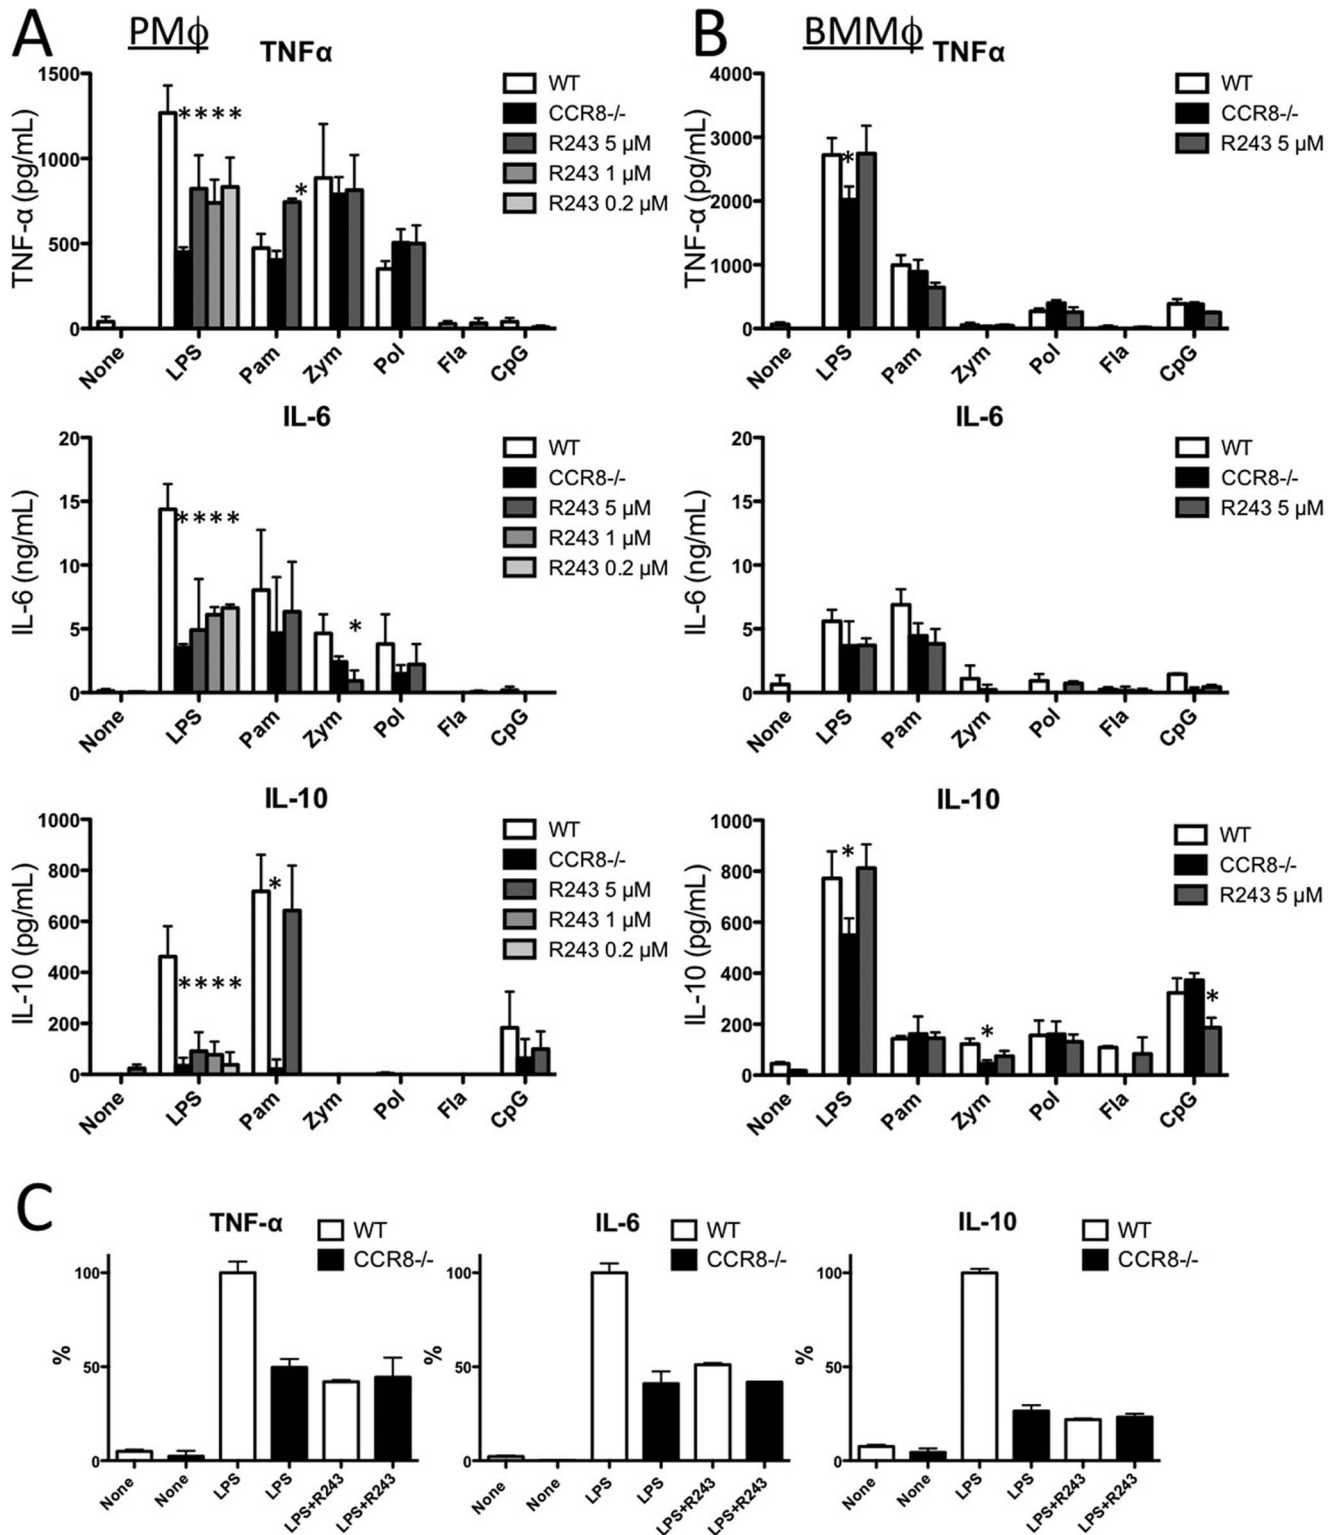 A
PMϕ
TNFα
TNF-α (pg/mL)
1500
1000
500
0
****
*
WT
CCR8-/-
R243 5 µM
R243 1 µM
R243 0.2 µM
None
LPS
Pam
Zym
Pol
Fla
CpG
IL-6
IL-6 (ng/mL)
20
15
10
5
0
****
*
WT
CCR8-/-
R243 5 µM
R243 1 µM
R243 0.2 µM
None
LPS
Pam
Zym
Pol
Fla
CpG
IL-10
IL-10 (pg/mL)
1000
800
600
400
200
0
****
*
WT
CCR8-/-
R243 5 µM
R243 1 µM
R243 0.2 µM
None
LPS
Pam
Zym
Pol
Fla
CpG
B
BMMϕ
TNFα
TNF-α (pg/mL)
4000
3000
2000
1000
0
*
WT
CCR8-/-
R243 5 µM
None
LPS
Pam
Zym
Pol
Fla
CpG
IL-6
IL-6 (ng/mL)
20
15
10
5
0
WT
CCR8-/-
R243 5 µM
None
LPS
Pam
Zym
Pol
Fla
CpG
IL-10
IL-10 (pg/mL)
1000
800
600
400
200
0
*
*
*
WT
CCR8-/-
R243 5 µM
None
LPS
Pam
Zym
Pol
Fla
CpG
C
TNF-α
WT
CCR8-/-
%
100
50
0
None
None
LPS
LPS
LPS+R243
LPS+R243
IL-6
WT
CCR8-/-
%
100
50
0
None
None
LPS
LPS
LPS+R243
LPS+R243
IL-10
WT
CCR8-/-
%
100
50
0
None
None
LPS
LPS
LPS+R243
LPS+R243